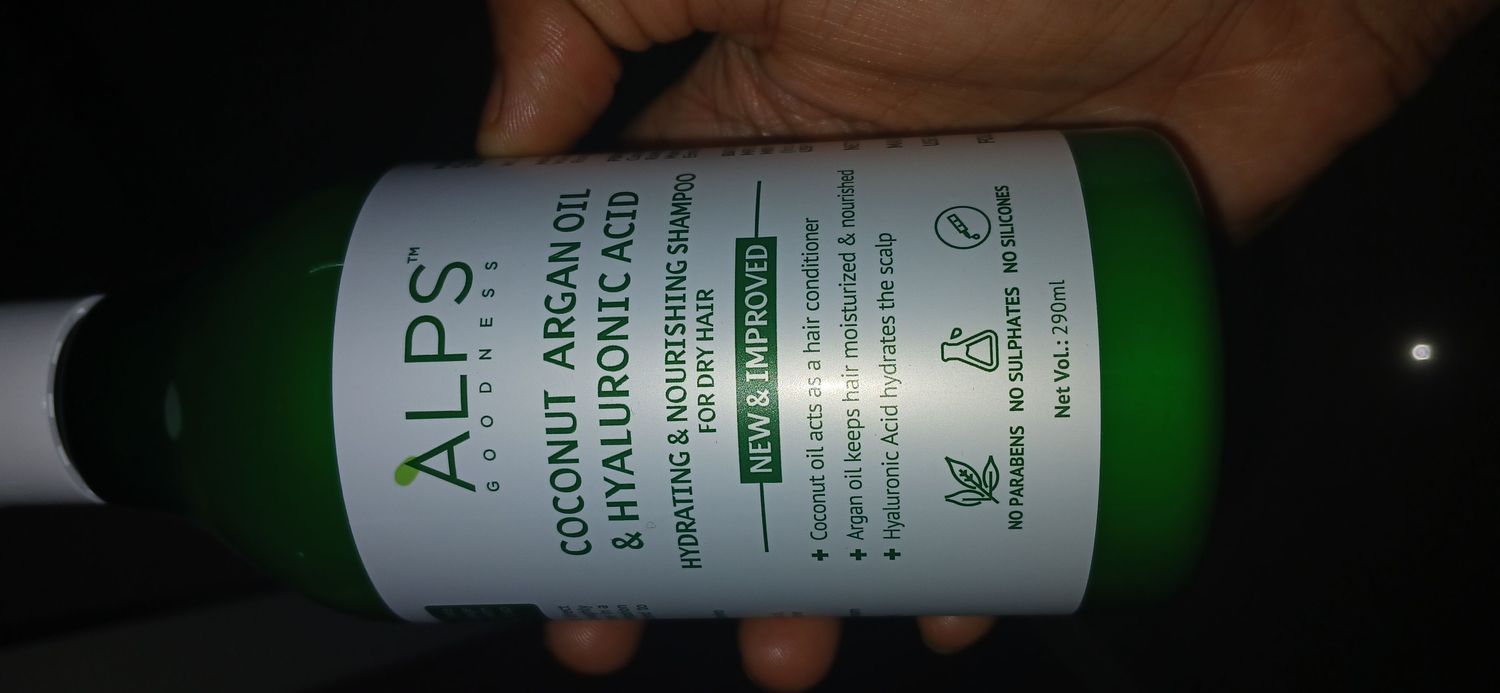 ALPS™
GOODNESS
COCONUT ARGAN OIL
& HYALURONIC ACID
HYDRATING & NOURISHING SHAMPOO
FOR DRY HAIR
NEW & IMPROVED
+ Coconut oil acts as a hair conditioner
+ Argan oil keeps hair moisturized & nourished
+ Hyaluronic Acid hydrates the scalp
NO PARABENS NO SULPHATES NO SILICONES
Net Vol.: 290ml